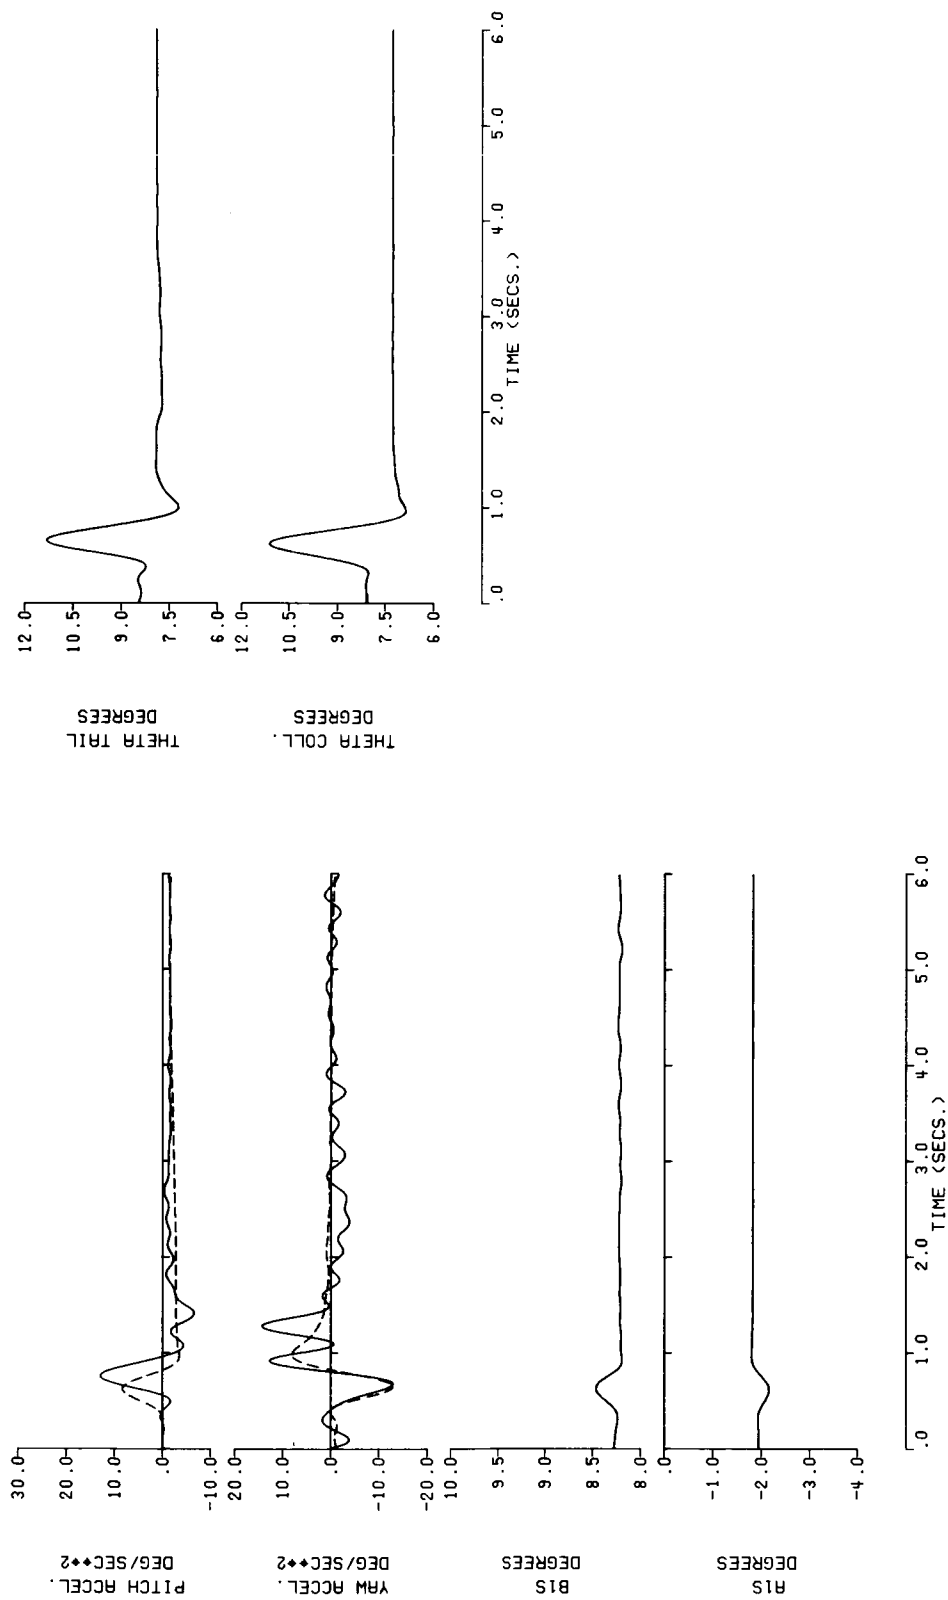 THETA TAIL
DEGREES
12.0
10.5
9.0
7.5
6.0
THETA COLL.
DEGREES
12.0
10.5
9.0
7.5
6.0
.0 1.0 2.0 3.0 4.0 5.0 6.0
TIME (SECS.)
PITCH ACCEL.
DEG/SEC**2
30.0
20.0
10.0
.0
-10.0
YAW ACCEL.
DEG/SEC**2
20.0
10.0
.0
-10.0
-20.0
B1S
DEGREES
10.0
9.5
9.0
8.5
8.0
A1S
DEGREES
.0
-1.0
-2.0
-3.0
-4.0
.0 1.0 2.0 3.0 4.0 5.0 6.0
TIME (SECS.)